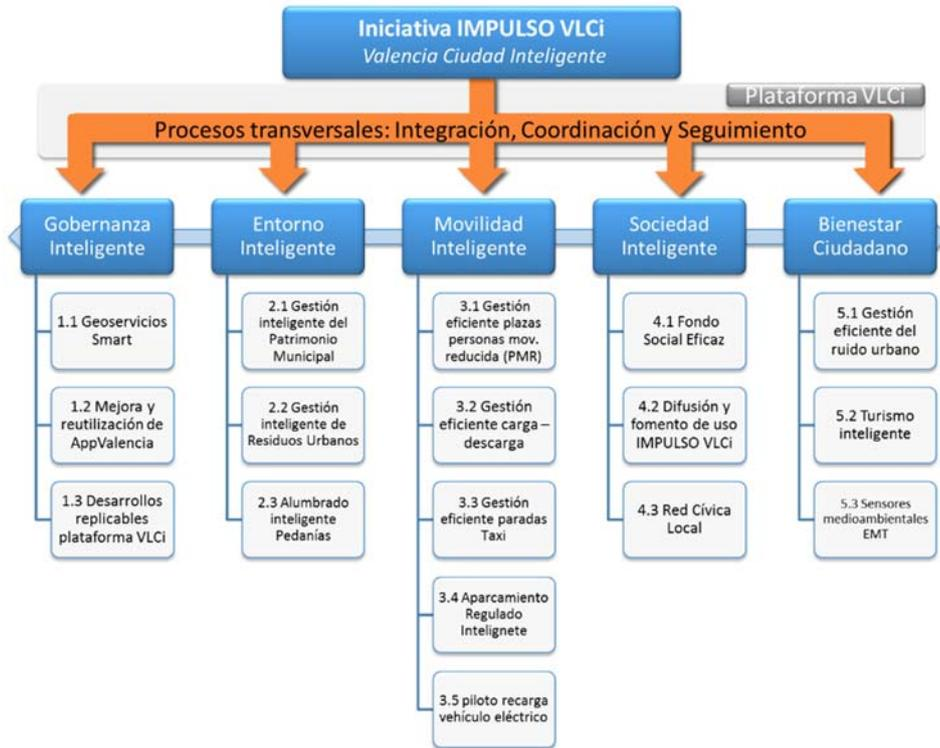 Iniciativa IMPULSO VLCi
Valencia Ciudad Inteligente
Plataforma VLCi
Procesos transversales: Integración, Coordinación y Seguimiento
Gobernanza
Inteligente
1.1 Geoservicios
Smart
1.2 Mejora y
reutilización de
AppValencia
1.3 Desarrollos
replicables
plataforma VLCi
Entorno
Inteligente
2.1 Gestión
inteligente del
Patrimonio
Municipal
2.2 Gestión
inteligente de
Residuos Urbanos
2.3 Alumbrado
inteligente
Pedanías
Movilidad
Inteligente
3.1 Gestión
eficiente plazas
personas mov.
reducida (PMR)
3.2 Gestión
eficiente carga –
descarga
3.3 Gestión
eficiente paradas
Taxi
3.4 Aparcamiento
Regulado
Intelignete
3.5 piloto recarga
vehículo eléctrico
Sociedad
Inteligente
4.1 Fondo
Social Eficaz
4.2 Difusión y
fomento de uso
IMPULSO VLCi
4.3 Red Cívica
Local
Bienestar
Ciudadano
5.1 Gestión
eficiente del
ruido urbano
5.2 Turismo
inteligente
5.3 Sensores
medioambientales
EMT